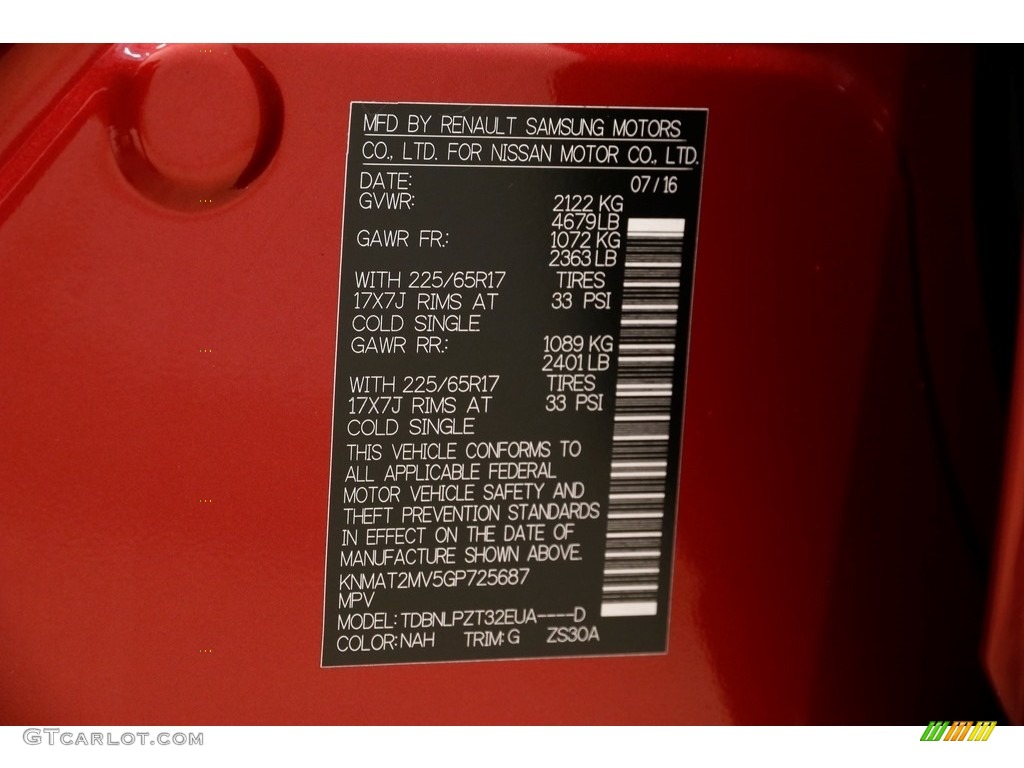 MFD BY RENAULT SAMSUNG MOTORS
CO., LTD. FOR NISSAN MOTOR CO., LTD.
DATE: 07/16
GVWR: 2122 KG
4679LB
GAWR FR.: 1072 KG
2363LB
WITH 225/65R17 TIRES
17X7J RIMS AT 33 PSI
COLD SINGLE
GAWR RR.: 1089 KG
2401LB
WITH 225/65R17 TIRES
17X7J RIMS AT 33 PSI
COLD SINGLE
THIS VEHICLE CONFORMS TO
ALL APPLICABLE FEDERAL
MOTOR VEHICLE SAFETY AND
THEFT PREVENTION STANDARDS
IN EFFECT ON THE DATE OF
MANUFACTURE SHOWN ABOVE.
KNMAT2MV5GP725687
MPV
MODEL: TDBNLPZT32EUA----D
COLOR: NAH TRIM: G ZS30A
GTCarlot.com